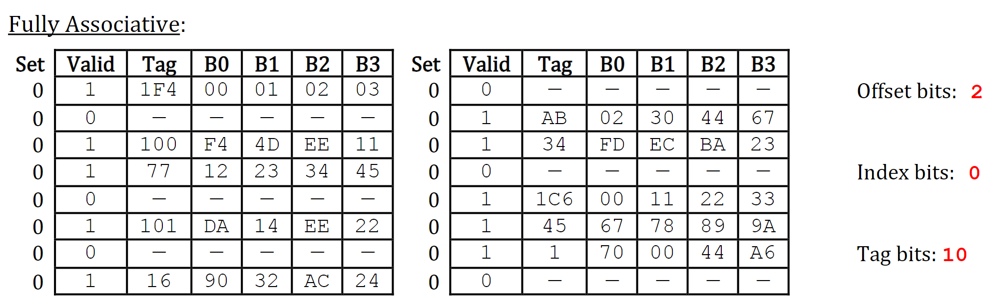 Fully Associative:
Set Valid Tag B0 B1 B2 B3 Set Valid Tag B0 B1 B2 B3
0 1 1F4 00 01 02 03 0 0 – – – – – Offset bits: 2
0 0 – – – – – 0 1 AB 02 30 44 67
0 1 100 F4 4D EE 11 0 1 34 FD EC BA 23
0 1 77 12 23 34 45 0 0 – – – – – Index bits: 0
0 0 – – – – – 0 1 1C6 00 11 22 33
0 1 101 DA 14 EE 22 0 1 45 67 78 89 9A
0 0 – – – – – 0 1 1 70 00 44 A6 Tag bits: 10
0 1 16 90 32 AC 24 0 0 – – – – –